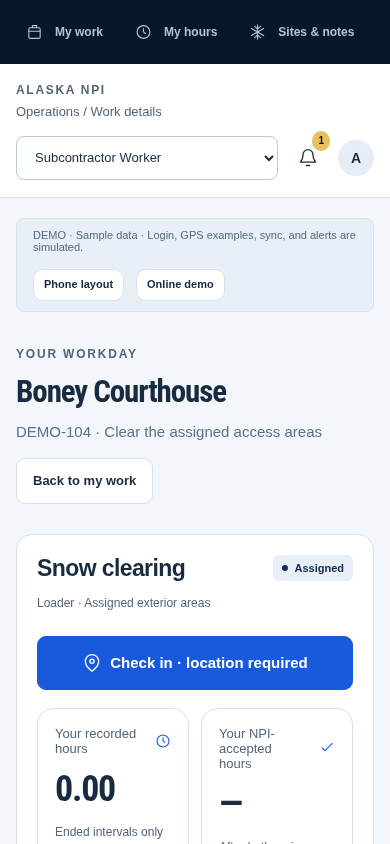 My work
My hours
Sites & notes
ALASKA NPI
Operations / Work details
Subcontractor Worker
1
A
DEMO · Sample data · Login, GPS examples, sync, and alerts are
simulated.
Phone layout
Online demo
YOUR WORKDAY
Boney Courthouse
DEMO-104 · Clear the assigned access areas
Back to my work
Snow clearing
Assigned
Loader · Assigned exterior areas
Check in · location required
Your recorded
hours
0.00
Ended intervals only
Your NPI-
accepted
hours
—